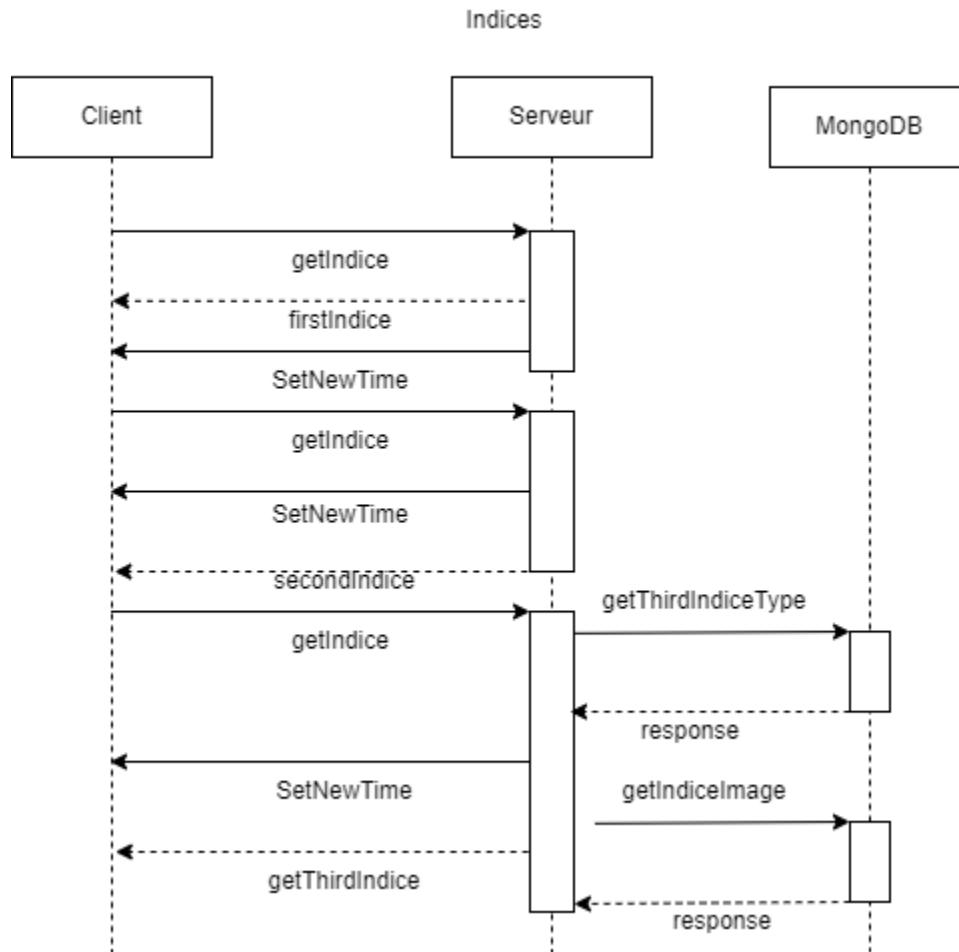 Indices
Client
Serveur
MongoDB
getIndice
firstIndice
SetNewTime
getIndice
SetNewTime
secondIndice
getThirdIndiceType
getIndice
response
SetNewTime
getIndiceImage
getThirdIndice
response